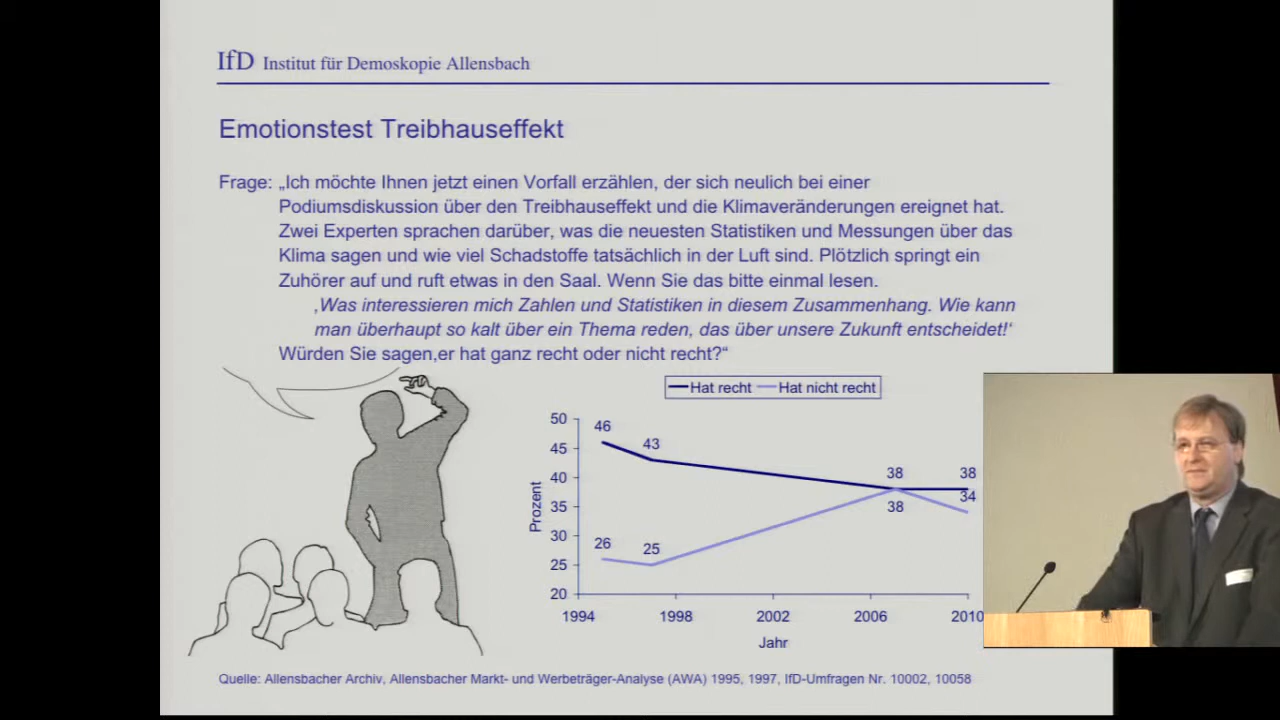 IfD Institut für Demoskopie Allensbach
Emotionstest Treibhauseffekt
Frage: „Ich möchte Ihnen jetzt einen Vorfall erzählen, der sich neulich bei einer
Podiumsdiskussion über den Treibhauseffekt und die Klimaveränderungen ereignet hat.
Zwei Experten sprachen darüber, was die neuesten Statistiken und Messungen über das
Klima sagen und wie viel Schadstoffe tatsächlich in der Luft sind. Plötzlich springt ein
Zuhörer auf und ruft etwas in den Saal. Wenn Sie das bitte einmal lesen.
‚Was interessieren mich Zahlen und Statistiken in diesem Zusammenhang. Wie kann
man überhaupt so kalt über ein Thema reden, das über unsere Zukunft entscheidet!‘
Würden Sie sagen,er hat ganz recht oder nicht recht?“
Hat recht Hat nicht recht
50
45
40
35
30
25
20
Prozent
46
43
38
38
26
25
38
34
1994 1998 2002 2006 2010
Jahr
Quelle: Allensbacher Archiv, Allensbacher Markt- und Werbeträger-Analyse (AWA) 1995, 1997, IfD-Umfragen Nr. 10002, 10058